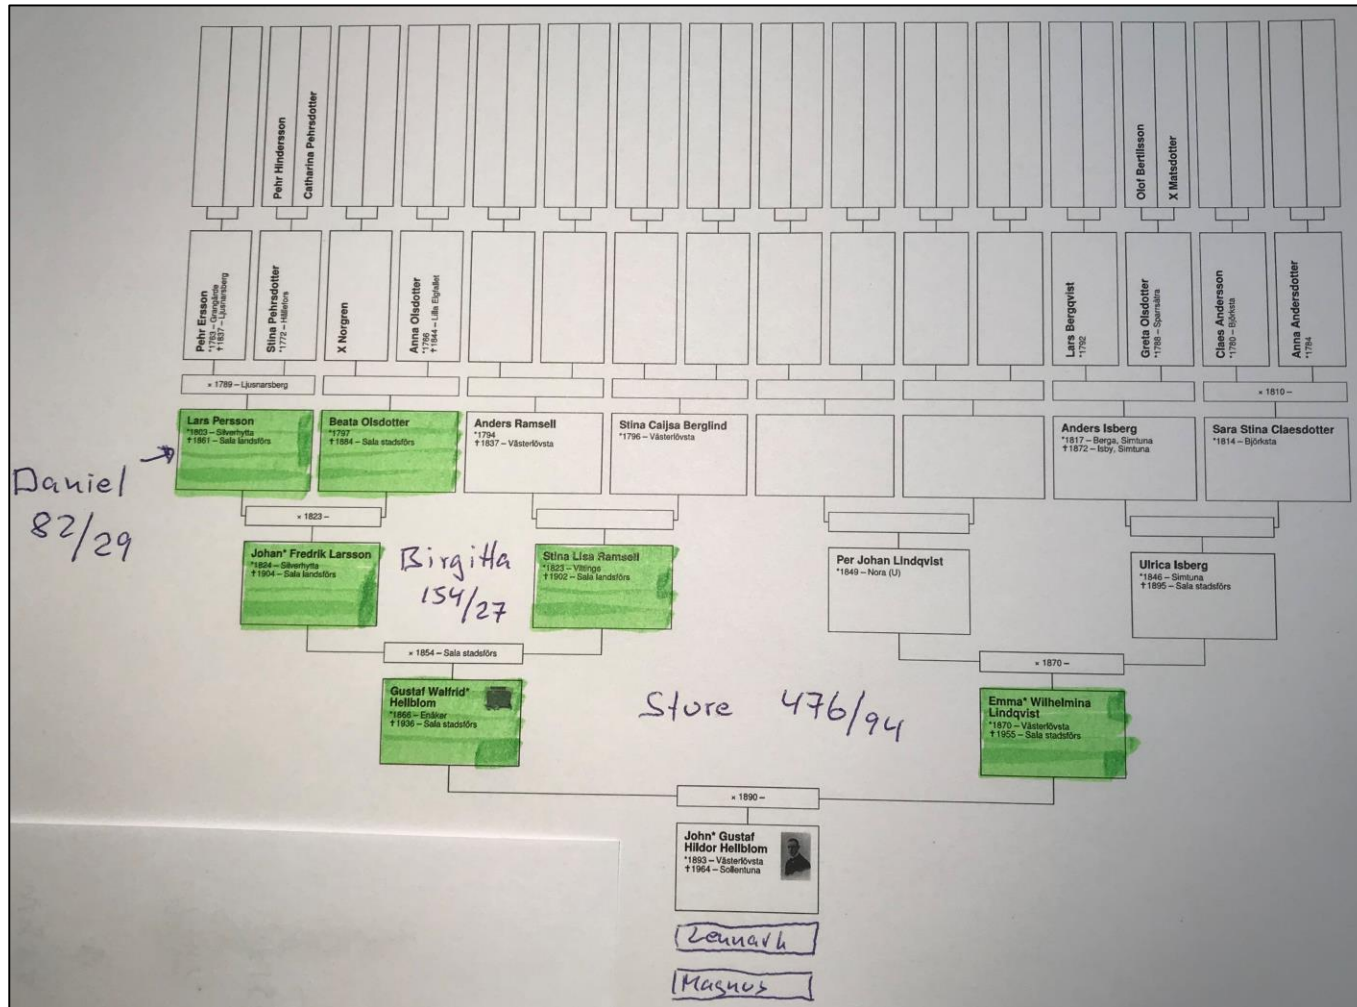 Pehr Hindersson
Catharina Pehrsdotter
Olof Bertilsson
X Matsdotter
Pehr Ersson
*1763 – Grangärde
†1837 – Ljusnarsberg
Stina Pehrsdotter
*1772 – Hällefors
X Norgren
Anna Olsdotter
*1766
†1844 – Lilla Elgfallet
Lars Bergqvist
*1792
Greta Olsdotter
*1788 – Sparrsätra
Claes Andersson
*1780 – Björksta
Anna Andersdotter
*1784
× 1789 – Ljusnarsberg
× 1810 –
Lars Persson
*1803 – Silverhytta
†1861 – Sala landsförs
Beata Olsdotter
*1797
†1884 – Sala stadsförs
Anders Ramsell
*1794
†1837 – Västerlövsta
Stina Caijsa Berglind
*1796 – Västerlövsta
Anders Isberg
*1817 – Berga, Simtuna
†1872 – Isby, Simtuna
Sara Stina Claesdotter
*1814 – Björksta
Daniel
82/29
× 1823 –
Johan* Fredrik Larsson
*1824 – Silverhytta
†1904 – Sala landsförs
Birgitta
154/27
Stina Lisa Ramsell
*1823 – Vittinge
†1902 – Sala landsförs
Per Johan Lindqvist
*1849 – Nora (U)
Ulrica Isberg
*1846 – Simtuna
†1895 – Sala stadsförs
× 1854 – Sala stadsförs
× 1870 –
Gustaf Walfrid*
Hellblom
*1866 – Enåker
†1936 – Sala stadsförs
Sture 476/94
Emma* Wilhelmina
Lindqvist
*1870 – Västerlövsta
†1955 – Sala stadsförs
× 1890 –
John* Gustaf
Hildor Hellblom
*1893 – Västerlövsta
†1964 – Sollentuna
Lennarth
Magnus